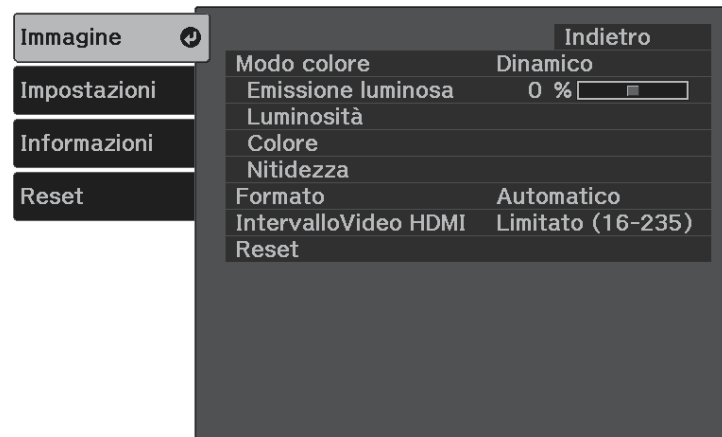 Immagine
Impostazioni
Informazioni
Reset
Indietro
Modo colore Dinamico
Emissione luminosa 0 %
Luminosità
Colore
Nitidezza
Formato Automatico
IntervalloVideo HDMI Limitato (16-235)
Reset